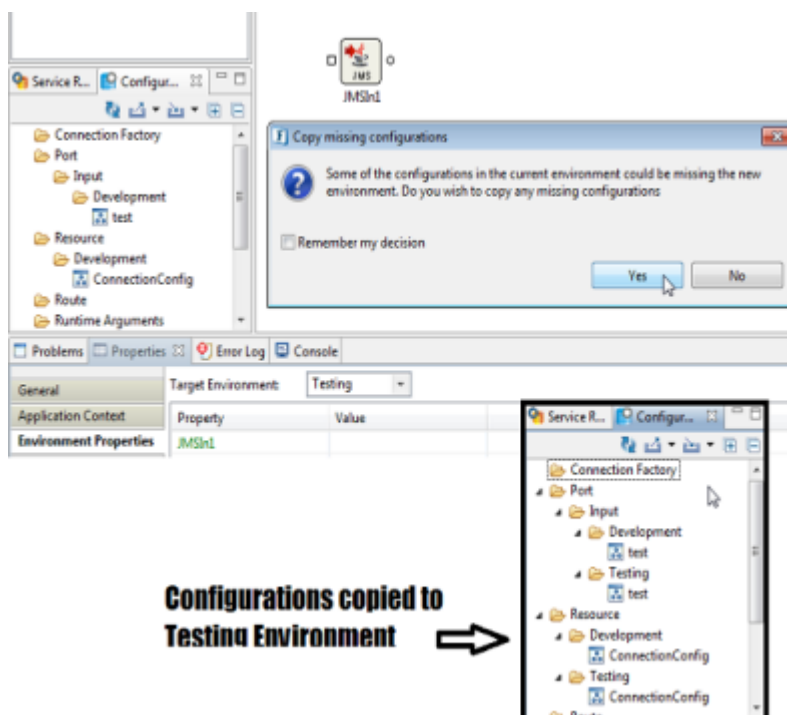 JMS
JMSIn1
Service R...
Configur...
Connection Factory
Port
Input
Development
test
Resource
Development
ConnectionConfig
Route
Runtime Arguments
Copy missing configurations
Some of the configurations in the current environment could be missing the new
environment. Do you wish to copy any missing configurations
Remember my decision
Yes
No
Problems
Properties
Error Log
Console
General
Application Context
Environment Properties
Target Environment:
Testing
Property
Value
JMSIn1
Configurations copied to
Testing Environment
Service R...
Configur...
Connection Factory
Port
Input
Development
test
Testing
test
Resource
Development
ConnectionConfig
Testing
ConnectionConfig
Route